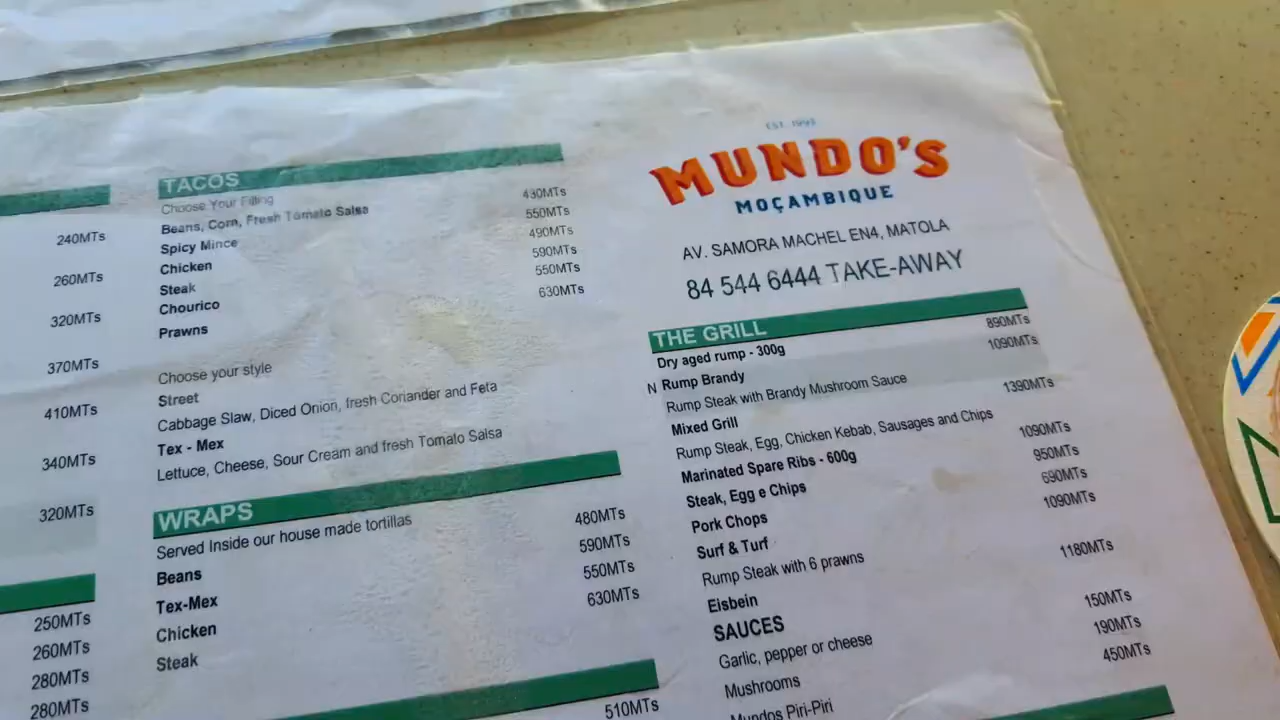 240MTs
260MTs
320MTs
370MTs
410MTs
340MTs
320MTs
250MTs
260MTs
280MTs
280MTs
TACOS
Choose Your Filling
Beans, Corn, Fresh Tomato Salsa 430MTs
Spicy Mince 550MTs
Chicken 490MTs
Steak 590MTs
Chourico 550MTs
Prawns 630MTs
Choose your style
Street
Cabbage Slaw, Diced Onion, fresh Coriander and Feta
Tex - Mex
Lettuce, Cheese, Sour Cream and fresh Tomato Salsa
WRAPS
Served Inside our house made tortillas
Beans 480MTs
Tex-Mex 590MTs
Chicken 550MTs
Steak 630MTs
510MTs
EST. 1995
MUNDO'S
MOÇAMBIQUE
AV. SAMORA MACHEL EN4, MATOLA
84 544 6444 TAKE-AWAY
THE GRILL
Dry aged rump - 300g 890MTs
N Rump Brandy 1090MTs
Rump Steak with Brandy Mushroom Sauce
Mixed Grill 1390MTs
Rump Steak, Egg, Chicken Kebab, Sausages and Chips
Marinated Spare Ribs - 600g 1090MTs
Steak, Egg e Chips 950MTs
Pork Chops 690MTs
Surf & Turf 1090MTs
Rump Steak with 6 prawns
Eisbein 1180MTs
SAUCES
Garlic, pepper or cheese 150MTs
Mushrooms 190MTs
Mundos Piri-Piri 450MTs